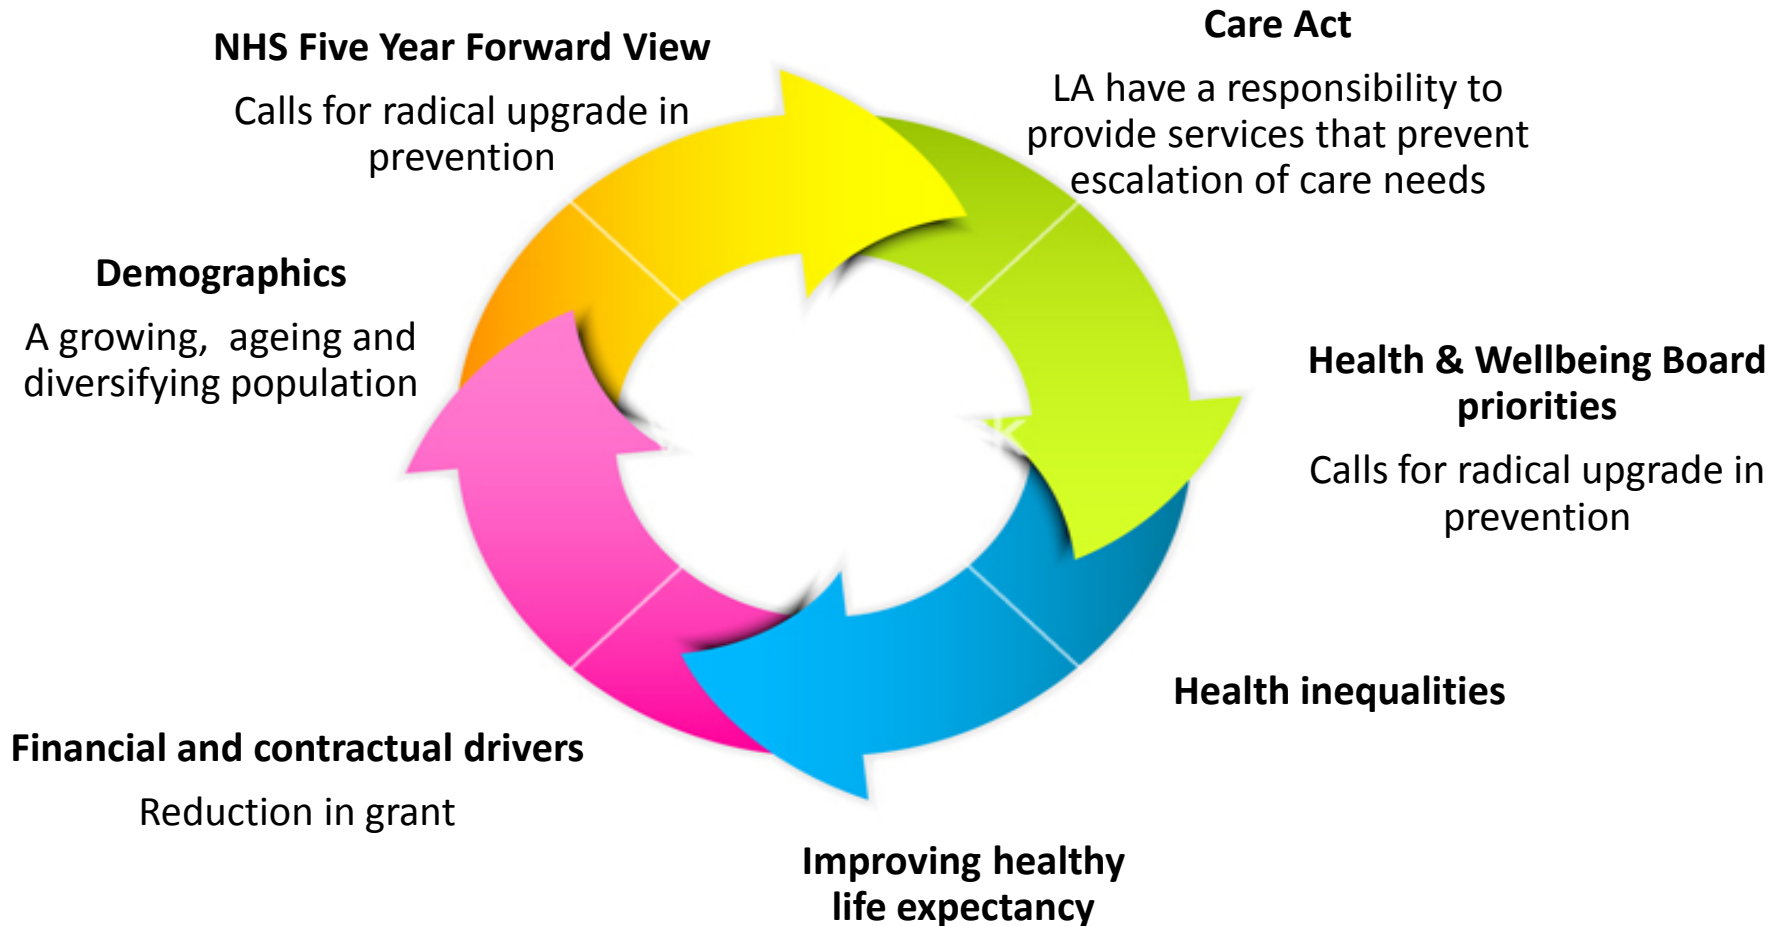 NHS Five Year Forward View
Calls for radical upgrade in
prevention
Care Act
LA have a responsibility to
provide services that prevent
escalation of care needs
Demographics
A growing,  ageing and
diversifying population
Health & Wellbeing Board
priorities
Calls for radical upgrade in
prevention
Health inequalities
Financial and contractual drivers
Reduction in grant
Improving healthy
life expectancy